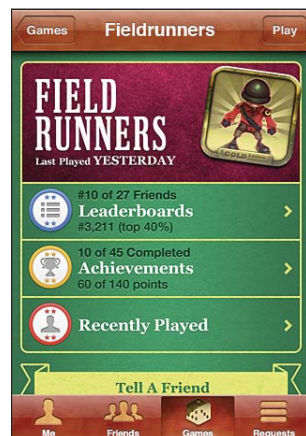 Games Fieldrunners Play
FIELD
RUNNERS
Last Played YESTERDAY
GOLD
#10 of 27 Friends
Leaderboards
#3,211 (top 40%)
10 of 45 Completed
Achievements
60 of 140 points
Recently Played
Tell A Friend
Me Friends Games Requests